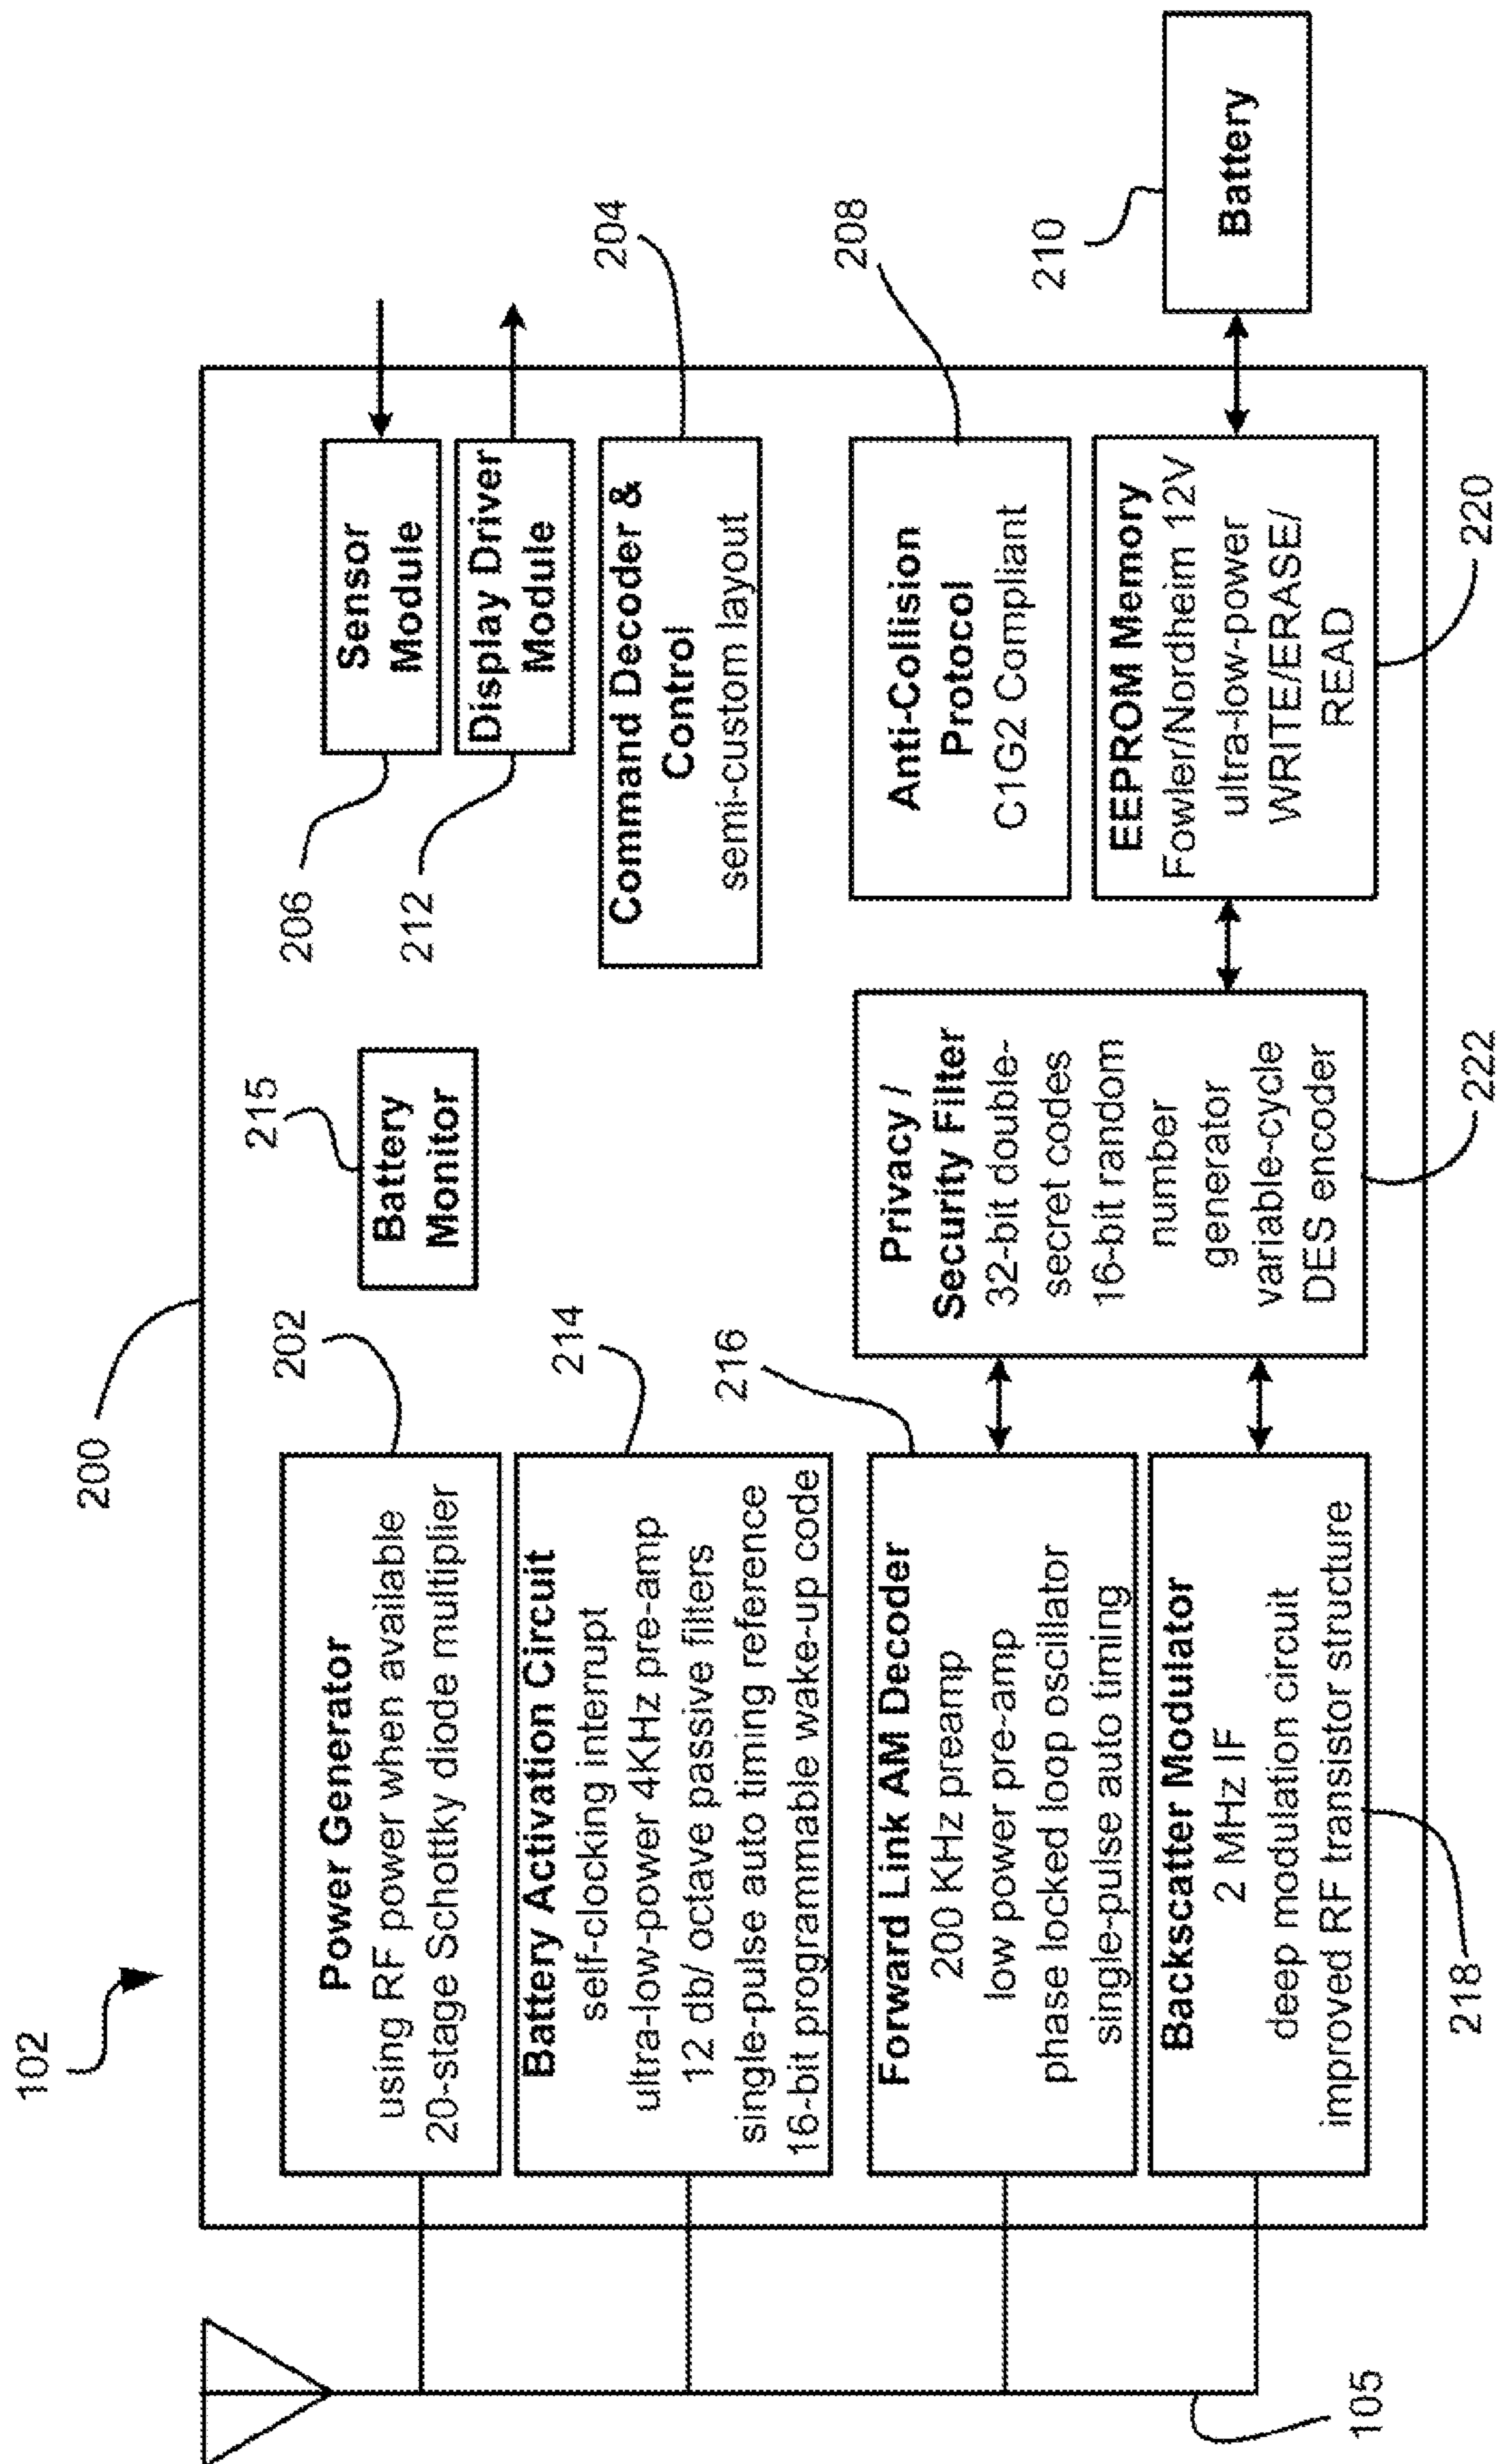 102
200
Power Generator
using RF power when available
20-stage Schottky diode multiplier
202
Battery Activation Circuit
self-clocking interrupt
ultra-low-power 4KHz pre-amp
12 db/ octave passive filters
single-pulse auto timing reference
16-bit programmable wake-up code
214
Forward Link AM Decoder
200 KHz preamp
low power pre-amp
phase locked loop oscillator
single-pulse auto timing
216
Backscatter Modulator
2 MHz IF
deep modulation circuit
improved RF transistor structure
218
105
215
Battery
Monitor
Privacy /
Security Filter
32-bit double-
secret codes
16-bit random
number
generator
variable-cycle
DES encoder
222
Sensor
Module
206
Display Driver
Module
212
Command Decoder &
Control
semi-custom layout
204
Anti-Collision
Protocol
C1G2 Compliant
208
EEPROM Memory
Fowler/Nordheim 12V
ultra-low-power
WRITE/ERASE/
READ
220
210
Battery